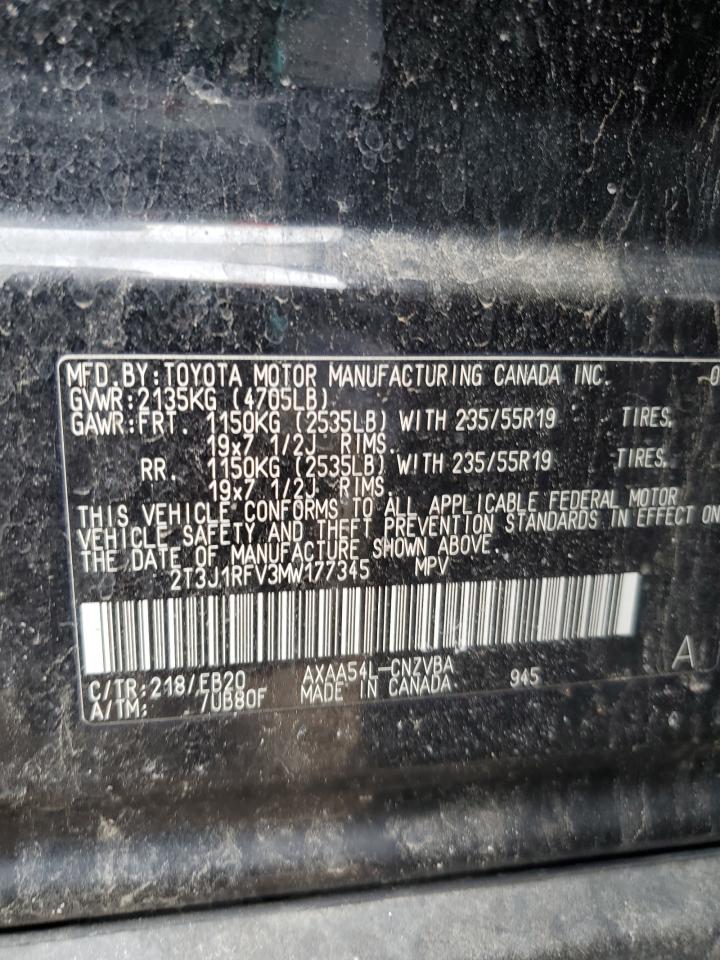 MFD.BY:TOYOTA MOTOR MANUFACTURING CANADA INC.
GVWR:2135KG (4705LB)
GAWR:FRT. 1150KG (2535LB) WITH 235/55R19 TIRES,
19x7 1/2J RIMS.
RR. 1150KG (2535LB) WITH 235/55R19 TIRES,
19x7 1/2J RIMS.
THIS VEHICLE CONFORMS TO ALL APPLICABLE FEDERAL MOTOR
VEHICLE SAFETY AND THEFT PREVENTION STANDARDS IN EFFECT ON
THE DATE OF MANUFACTURE SHOWN ABOVE.
2T3J1RFV3MW177345 MPV
C/TR:218/EB20 AXAA54L-CNZVBA 945
A/TM: /UB80F MADE IN CANADA